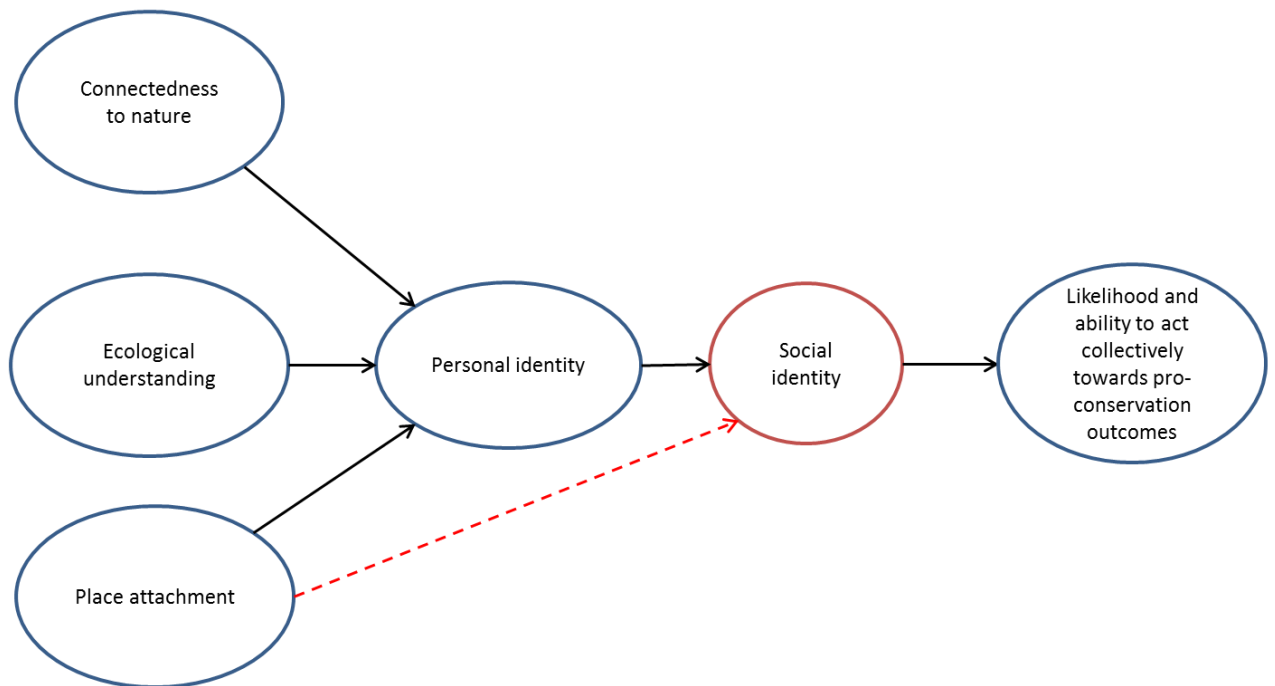 Connectedness
to nature
Ecological
understanding
Place attachment
Personal identity
Social
identity
Likelihood and
ability to act
collectively
towards pro-
conservation
outcomes